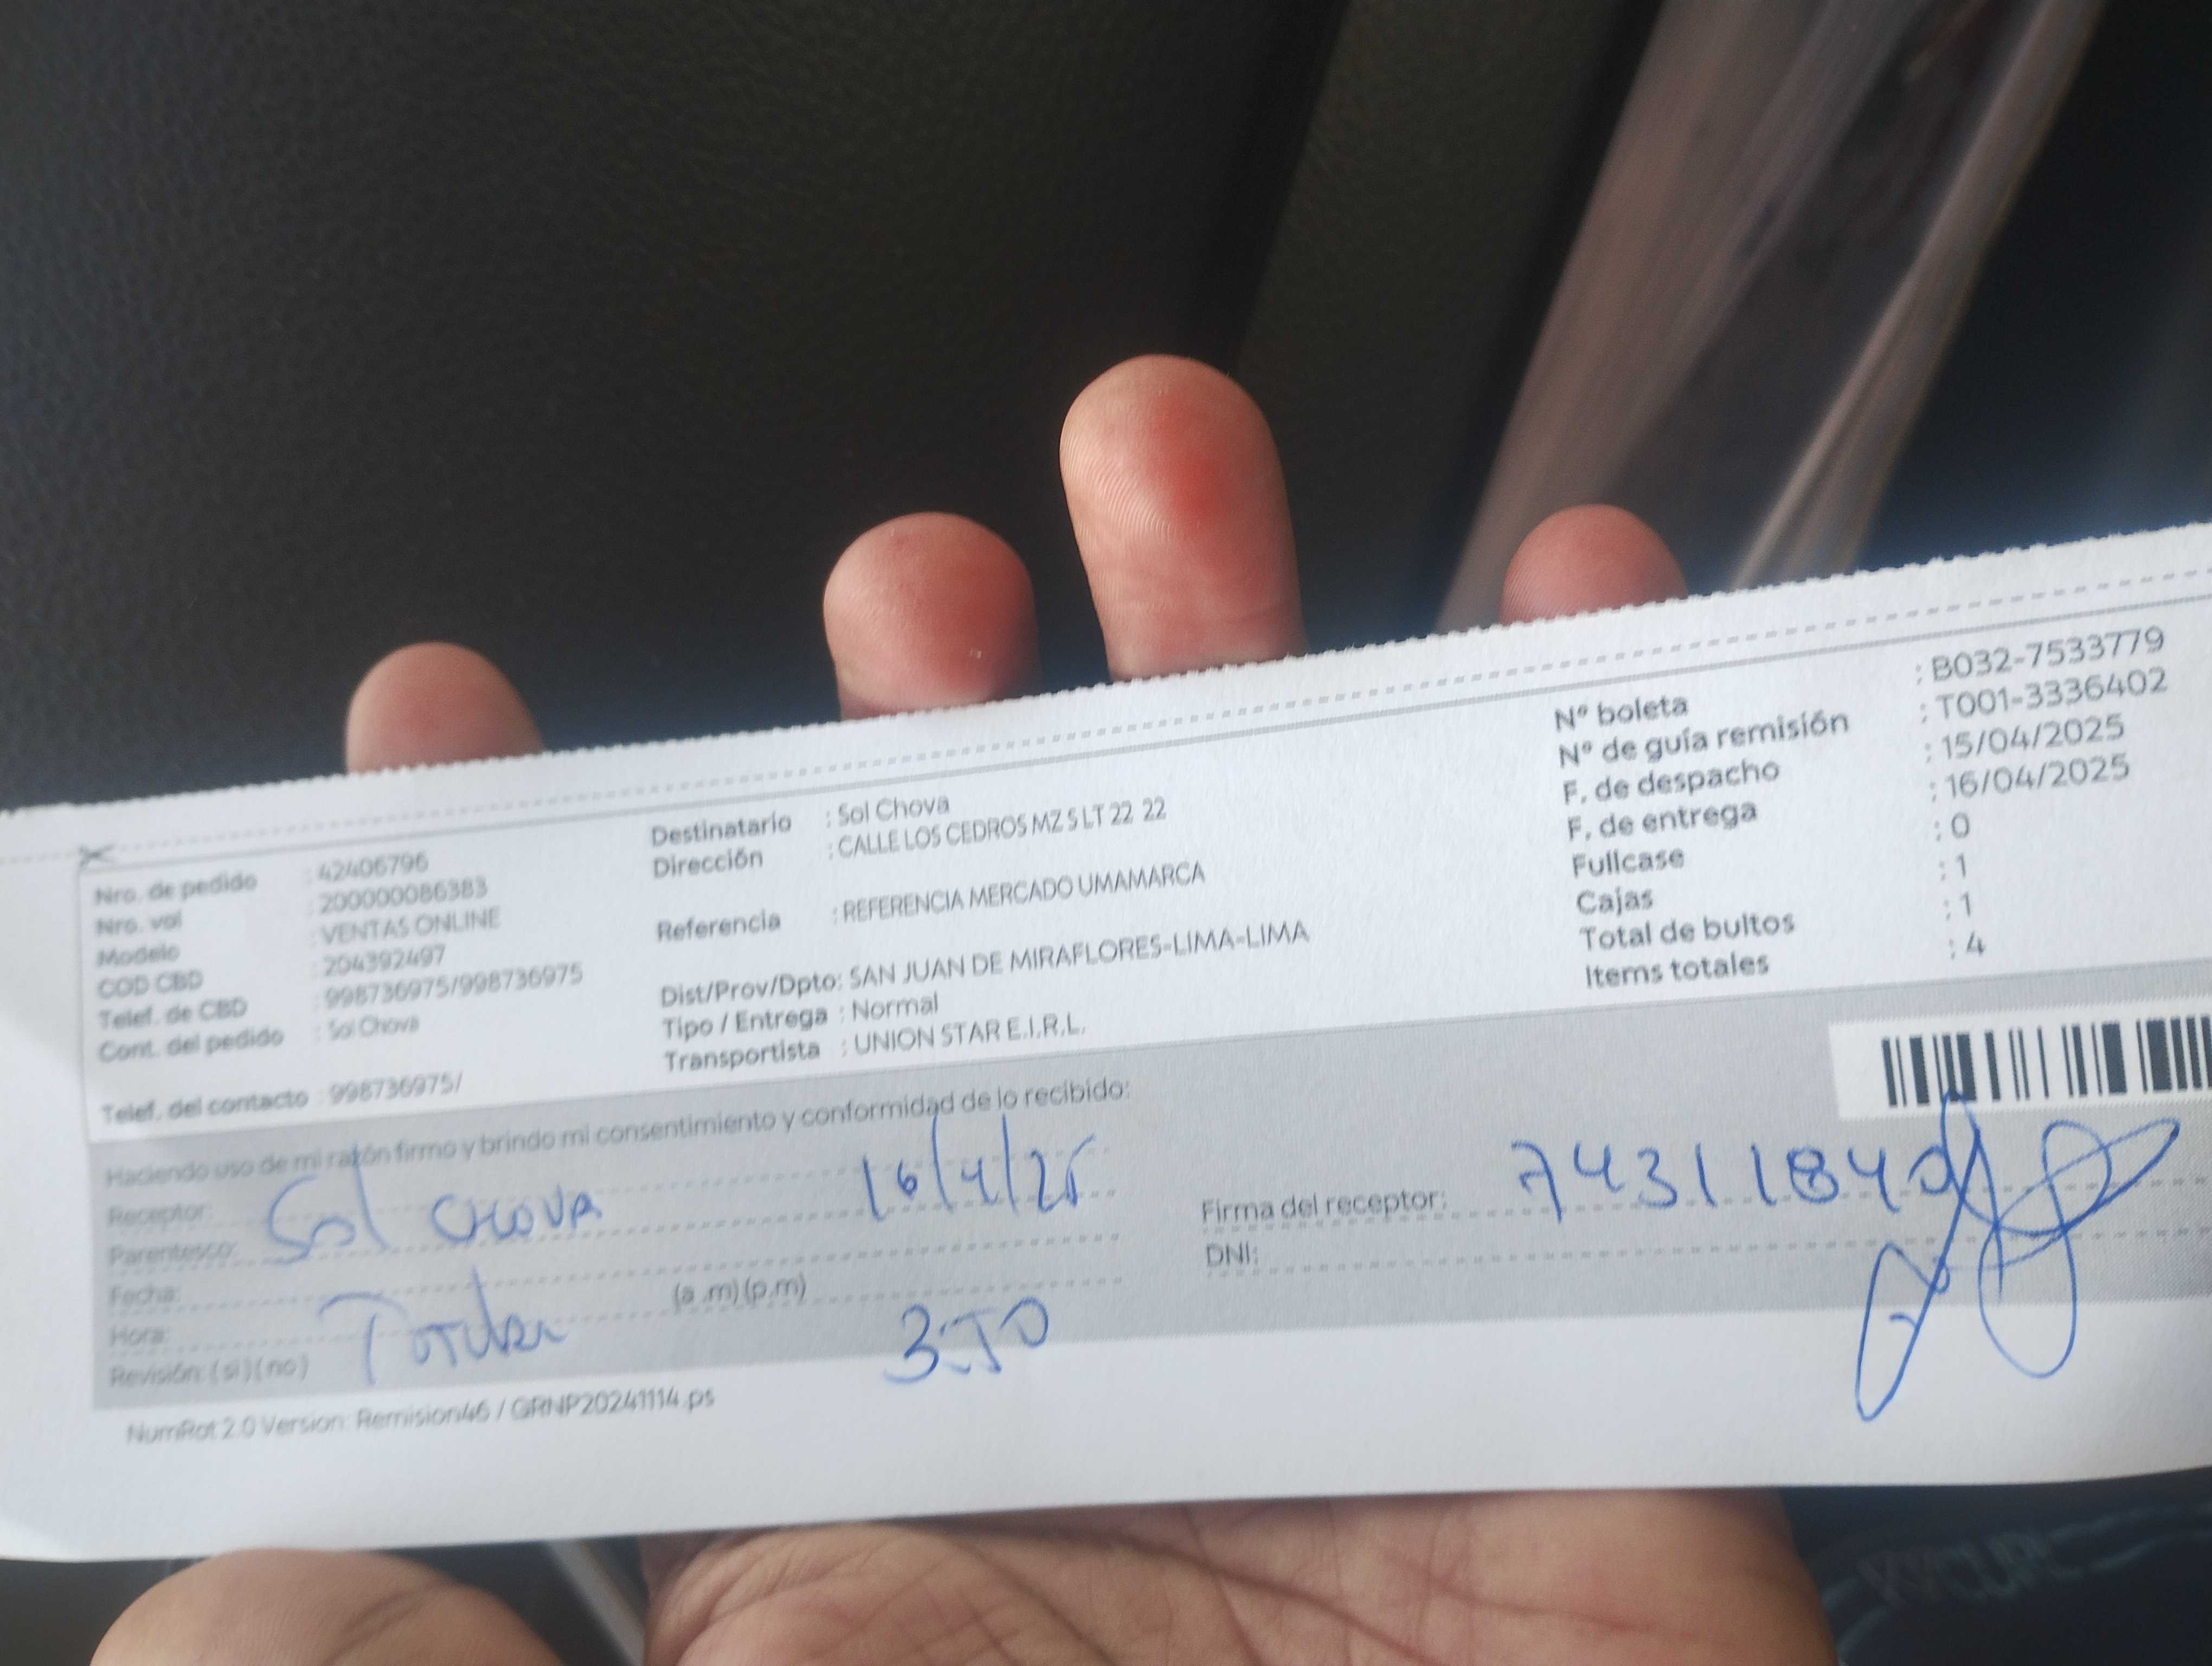 Nro. de pedido : 42406796
Nro. val : 200000086383
Modelo : VENTAS ONLINE
COD CBD : 204392497
Telef. de CBD : 998736975/998736975
Cont. del pedido : Sol Chova
Telef. del contacto : 998736975/
Destinatario : Sol Chova
Dirección : CALLE LOS CEDROS MZ S LT 22 22
Referencia : REFERENCIA MERCADO UMAMARCA
Dist/Prov/Dpto: SAN JUAN DE MIRAFLORES-LIMA-LIMA
Tipo / Entrega : Normal
Transportista : UNION STAR E.I.R.L.
N° boleta : B032-7533779
N° de guía remisión : T001-3336402
F. de despacho : 15/04/2025
F. de entrega : 16/04/2025
Fullcase : 0
Cajas : 1
Total de bultos : 1
Items totales : 4
Haciendo uso de mi razón firmo y brindo mi consentimiento y conformidad de lo recibido:
Receptor:
Sol CHOVA 16/4/25
Parentesco:
Fecha:
Hora: (a.m)(p.m)
3:50
Revisión: (si)(no)
Firma del receptor: 74311840
DNI:
NumRot 2.0 Version: Remision46 / GRNP20241114.ps